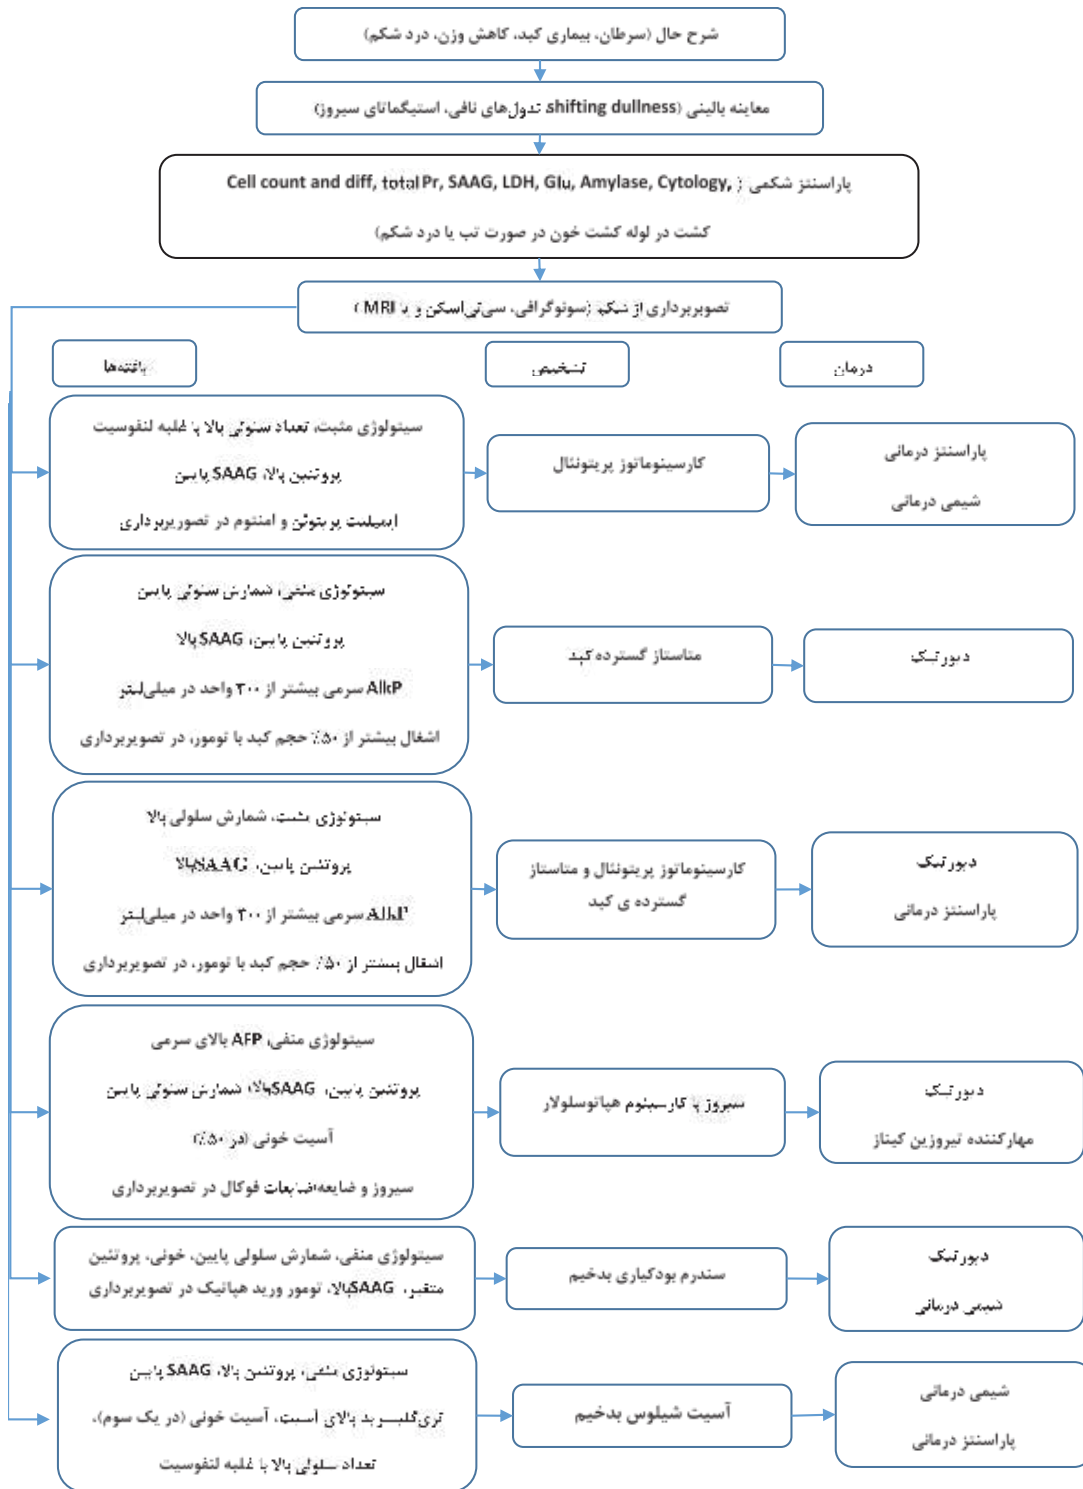 شرح حال (سرطان، بیماری کبد، کاهش وزن، درد شکم)
معاینه بالینی (shifting dullness، ندول‌های نافی، استیگماتای سیروز)
پاراسنتز شکمی ( Cell count and diff, total Pr, SAAG, LDH, Glu, Amylase, Cytology,
کشت در لوله کشت خون در صورت تب یا درد شکم)
تصویربرداری از شکم (سونوگرافی، سی‌تی‌اسکن و یا MRI)
یافته‌ها
تشخیص
درمان
سیتولوژی مثبت، تعداد سلولی بالا با غلبه لنفوسیت
پروتئین بالا، SAAG پایین
ایمپلنت پریتوئن و امنتوم در تصویربرداری
کارسینوماتوز پریتونئال
پاراسنتز درمانی
شیمی درمانی
سیتولوژی منفی، شمارش سلولی پایین
پروتئین پایین، SAAG بالا
AlkP سرمی بیشتر از ۳۰۰ واحد در میلی‌لیتر
اشغال بیشتر از ۵۰٪ حجم کبد با تومور، در تصویربرداری
متاستاز گسترده کبد
دیورتیک
سیتولوژی مثبت، شمارش سلولی بالا
پروتئین پایین، SAAG بالا
AlkP سرمی بیشتر از ۳۰۰ واحد در میلی‌لیتر
اشغال بیشتر از ۵۰٪ حجم کبد با تومور، در تصویربرداری
کارسینوماتوز پریتونئال و متاستاز
گسترده ی کبد
دیورتیک
پاراسنتز درمانی
سیتولوژی منفی، AFP بالای سرمی
پروتئین پایین، SAAG بالا، شمارش سلولی پایین
آسیت خونی (در ۵۰٪)
سیروز و ضایعه/ضایعات فوکال در تصویربرداری
سیروز با کارسینوم هپاتوسلولار
دیورتیک
مهارکننده تیروزین کیناز
سیتولوژی منفی، شمارش سلولی پایین، خونی، پروتئین
متغیر، SAAG بالا، تومور ورید هپاتیک در تصویربرداری
سندرم بودکیاری بدخیم
دیورتیک
شیمی درمانی
سیتولوژی منفی، پروتئین بالا، SAAG پایین
تری‌گلیسرید بالای آسیت، آسیت خونی (در یک سوم)،
تعداد سلولی بالا با غلبه لنفوسیت
آسیت شیلوس بدخیم
شیمی درمانی
پاراسنتز درمانی